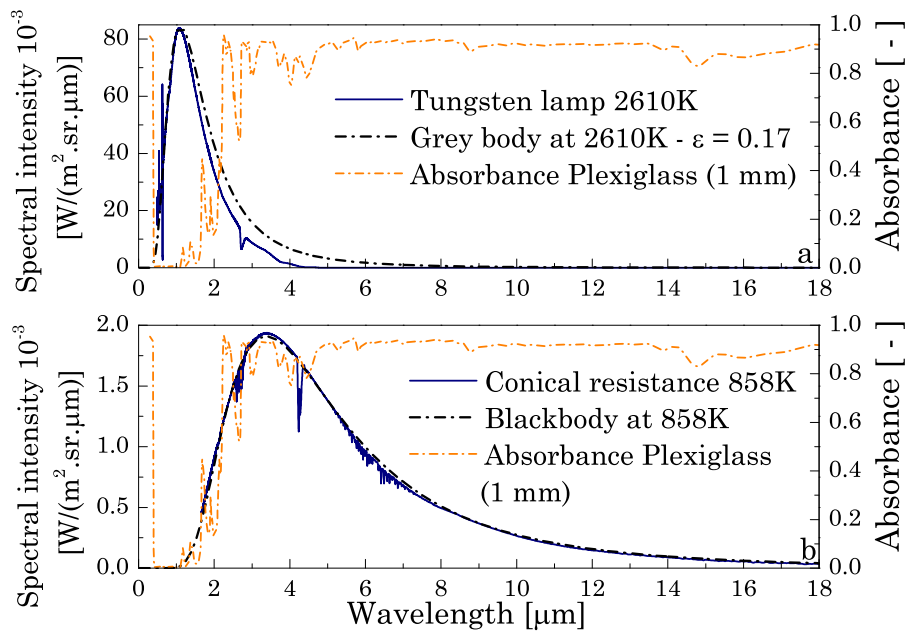 Spectral intensity 10⁻³
[W/(m².sr.µm)]
80
60
40
20
0
Tungsten lamp 2610K
Grey body at 2610K - ε = 0.17
Absorbance Plexiglass (1 mm)
a
1.0
0.8
0.6
0.4
0.2
0.0
Absorbance [ - ]
0 2 4 6 8 10 12 14 16 18
Spectral intensity 10⁻³
[W/(m².sr.µm)]
2.0
1.5
1.0
0.5
0.0
Conical resistance 858K
Blackbody at 858K
Absorbance Plexiglass
(1 mm)
b
1.0
0.8
0.6
0.4
0.2
0.0
Absorbance [ - ]
0 2 4 6 8 10 12 14 16 18
Wavelength [µm]